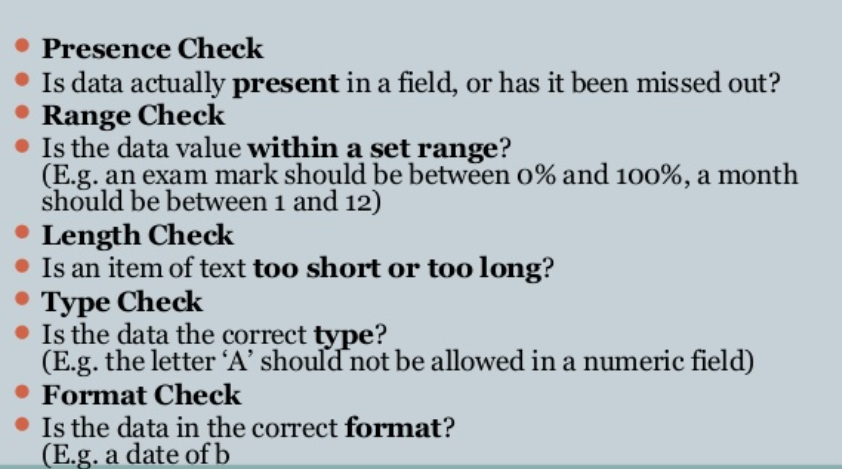 Presence Check
Is data actually present in a field, or has it been missed out?
Range Check
Is the data value within a set range?
(E.g. an exam mark should be between 0% and 100%, a month
should be between 1 and 12)
Length Check
Is an item of text too short or too long?
Type Check
Is the data the correct type?
(E.g. the letter ‘A’ should not be allowed in a numeric field)
Format Check
Is the data in the correct format?
(E.g. a date of b